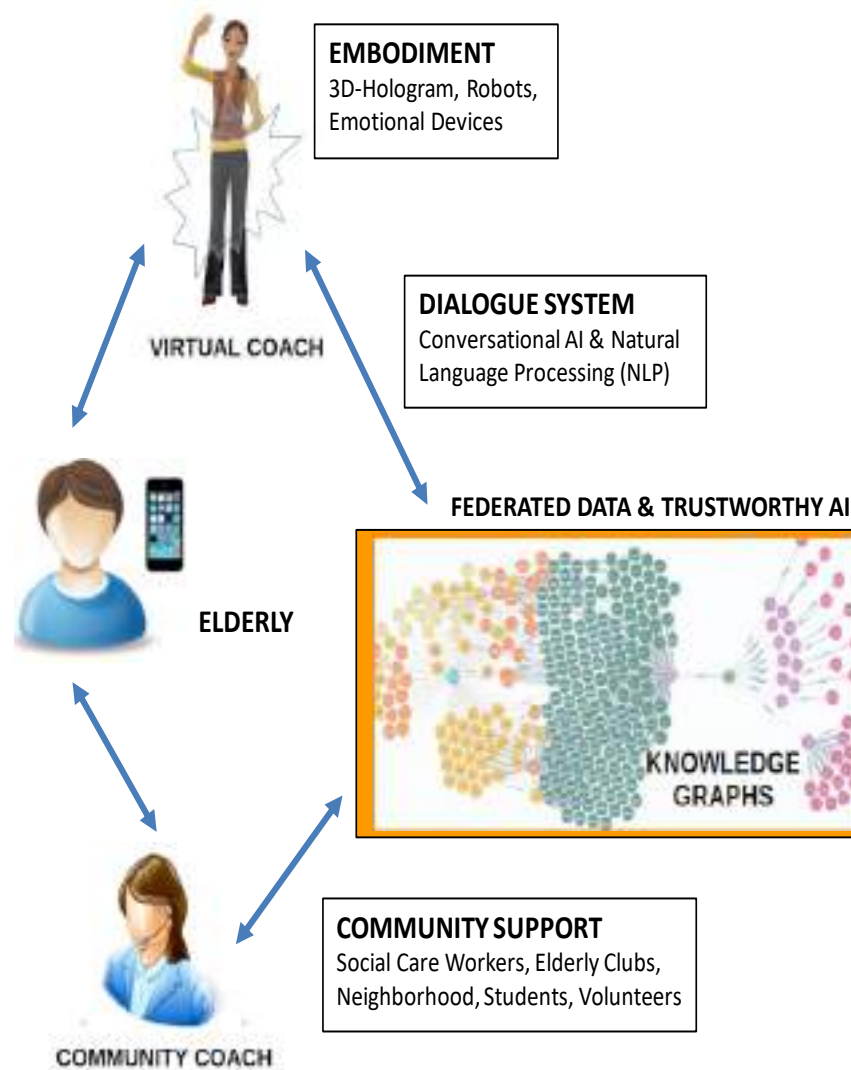 EMBODIMENT
3D-Hologram, Robots,
Emotional Devices
VIRTUAL COACH
DIALOGUE SYSTEM
Conversational AI & Natural
Language Processing (NLP)
ELDERLY
FEDERATED DATA & TRUSTWORTHY AI
KNOWLEDGE
GRAPHS
COMMUNITY SUPPORT
Social Care Workers, Elderly Clubs,
Neighborhood, Students, Volunteers
COMMUNITY COACH